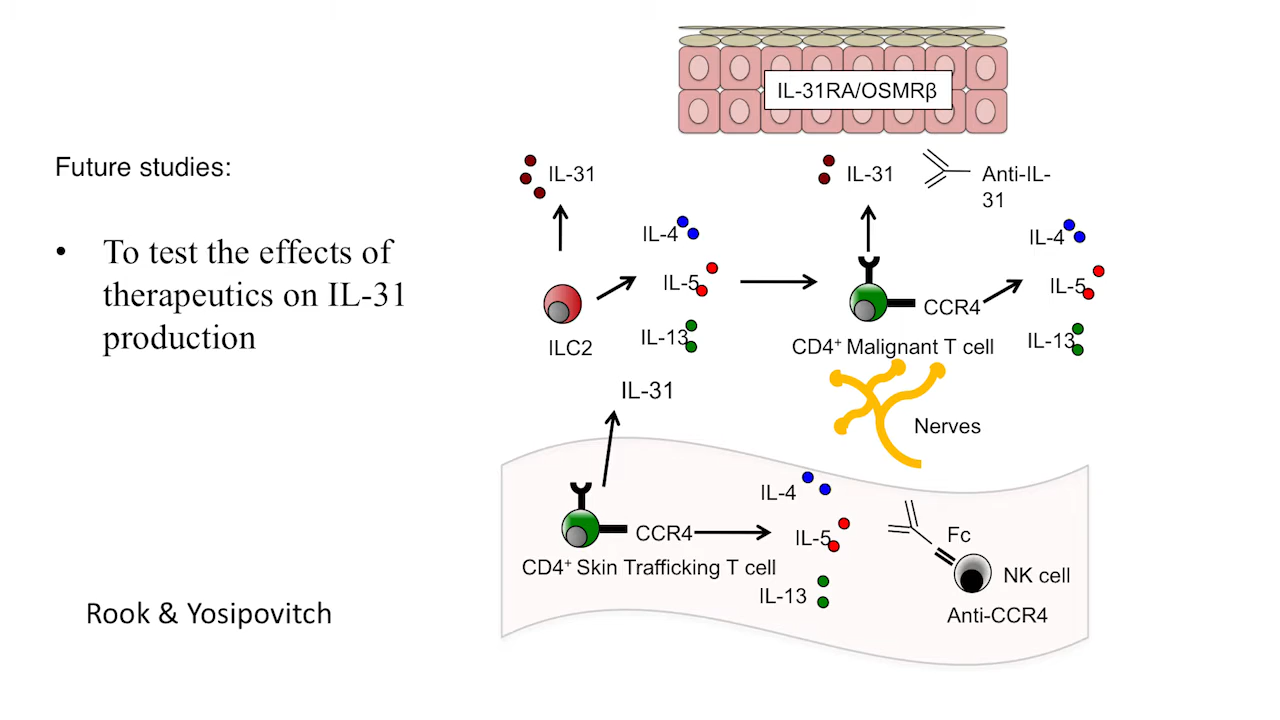 IL-31RA/OSMRβ
Future studies:
• To test the effects of
therapeutics on IL-31
production
IL-31
IL-4
IL-5
IL-13
ILC2
IL-31
Anti-IL-
31
IL-4
IL-5
IL-13
CCR4
CD4⁺ Malignant T cell
IL-31
Nerves
IL-4
IL-5
IL-13
CCR4
CD4⁺ Skin Trafficking T cell
Fc
NK cell
Anti-CCR4
Rook & Yosipovitch